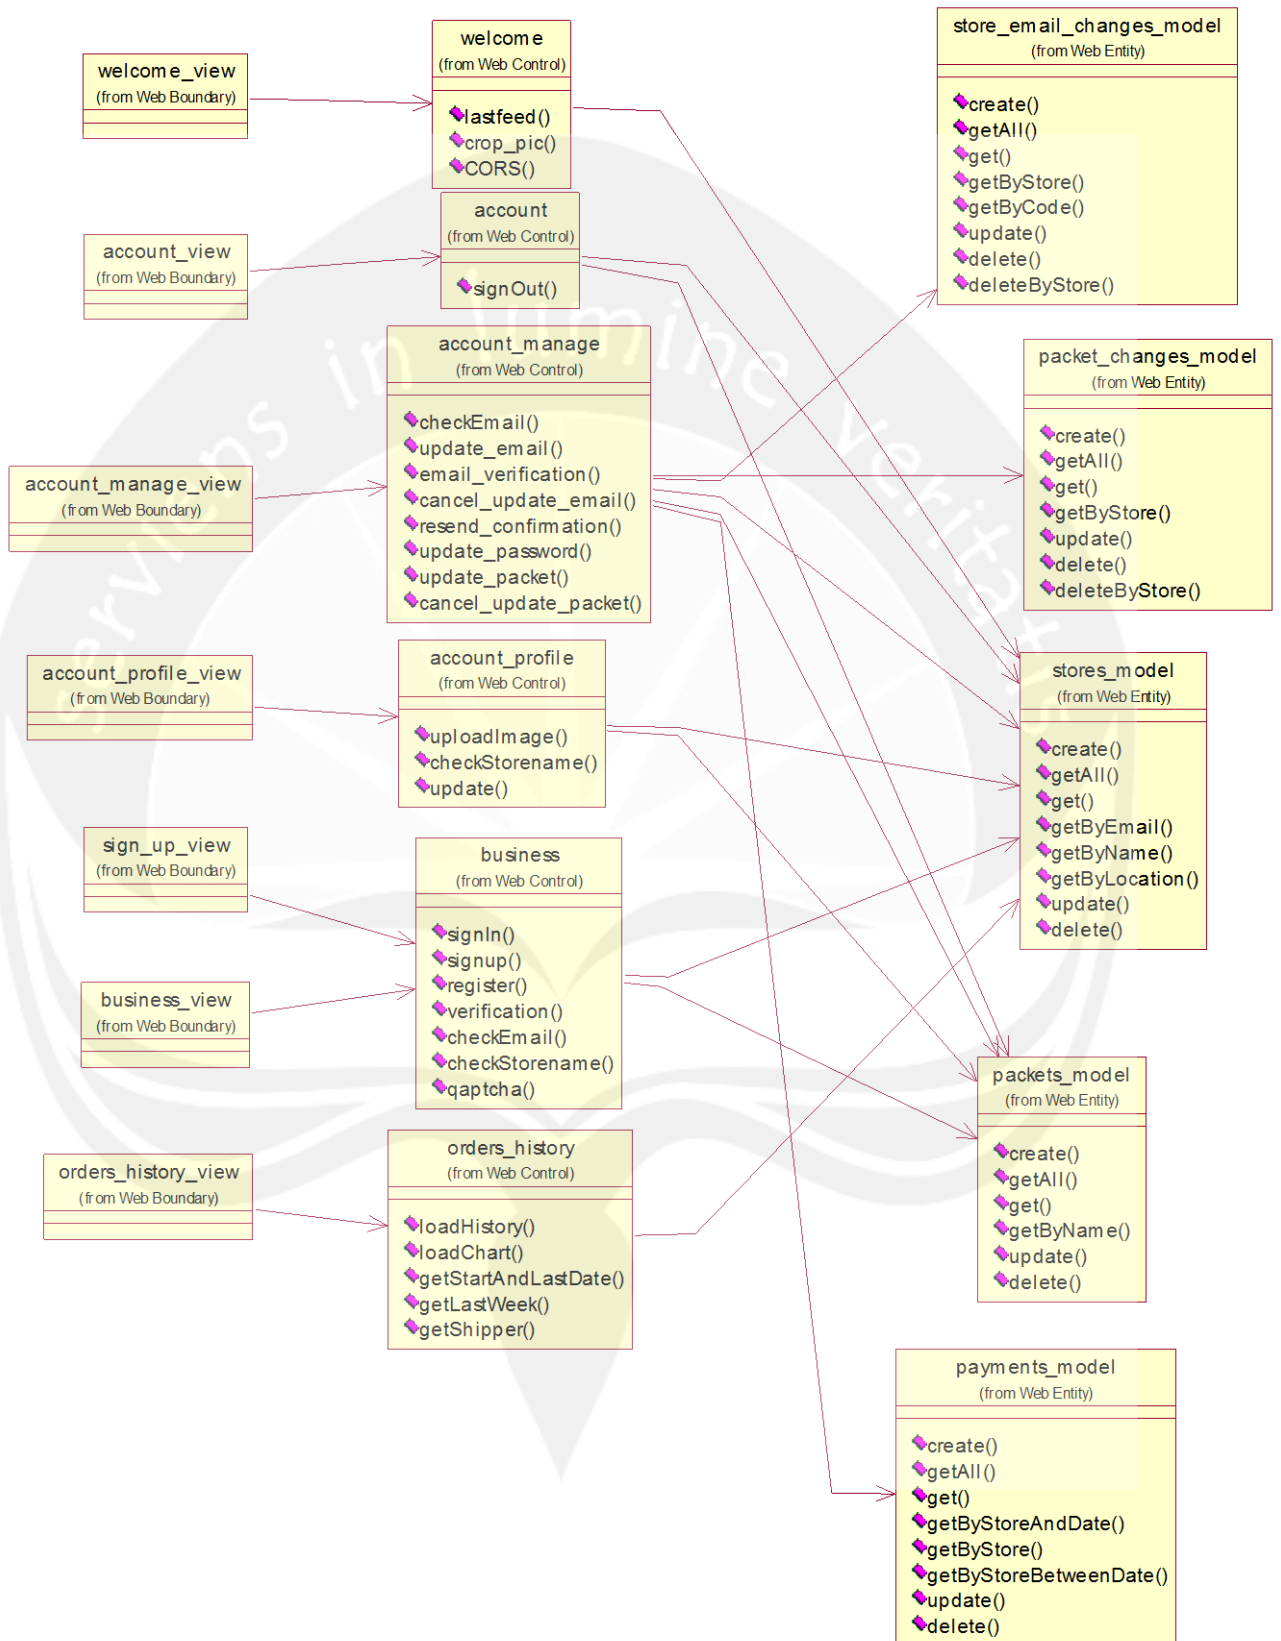 welcome_view
(from Web Boundary)
welcome
(from Web Control)
lastfeed()
crop_pic()
CORS()
store_email_changes_model
(from Web Entity)
create()
getAll()
get()
getByStore()
getByCode()
update()
delete()
deleteByStore()
account_view
(from Web Boundary)
account
(from Web Control)
signOut()
account_manage_view
(from Web Boundary)
account_manage
(from Web Control)
checkEmail()
update_email()
email_verification()
cancel_update_email()
resend_confirmation()
update_password()
update_packet()
cancel_update_packet()
packet_changes_model
(from Web Entity)
create()
getAll()
get()
getByStore()
update()
delete()
deleteByStore()
account_profile_view
(from Web Boundary)
account_profile
(from Web Control)
uploadImage()
checkStorename()
update()
stores_model
(from Web Entity)
create()
getAll()
get()
getByEmail()
getByName()
getByLocation()
update()
delete()
sign_up_view
(from Web Boundary)
business_view
(from Web Boundary)
business
(from Web Control)
signIn()
signup()
register()
verification()
checkEmail()
checkStorename()
qaptcha()
packets_model
(from Web Entity)
create()
getAll()
get()
getByName()
update()
delete()
orders_history_view
(from Web Boundary)
orders_history
(from Web Control)
loadHistory()
loadChart()
getStartAndLastDate()
getLastWeek()
getShipper()
payments_model
(from Web Entity)
create()
getAll()
get()
getByStoreAndDate()
getByStore()
getByStoreBetweenDate()
update()
delete()
serviens in lumine veritatis